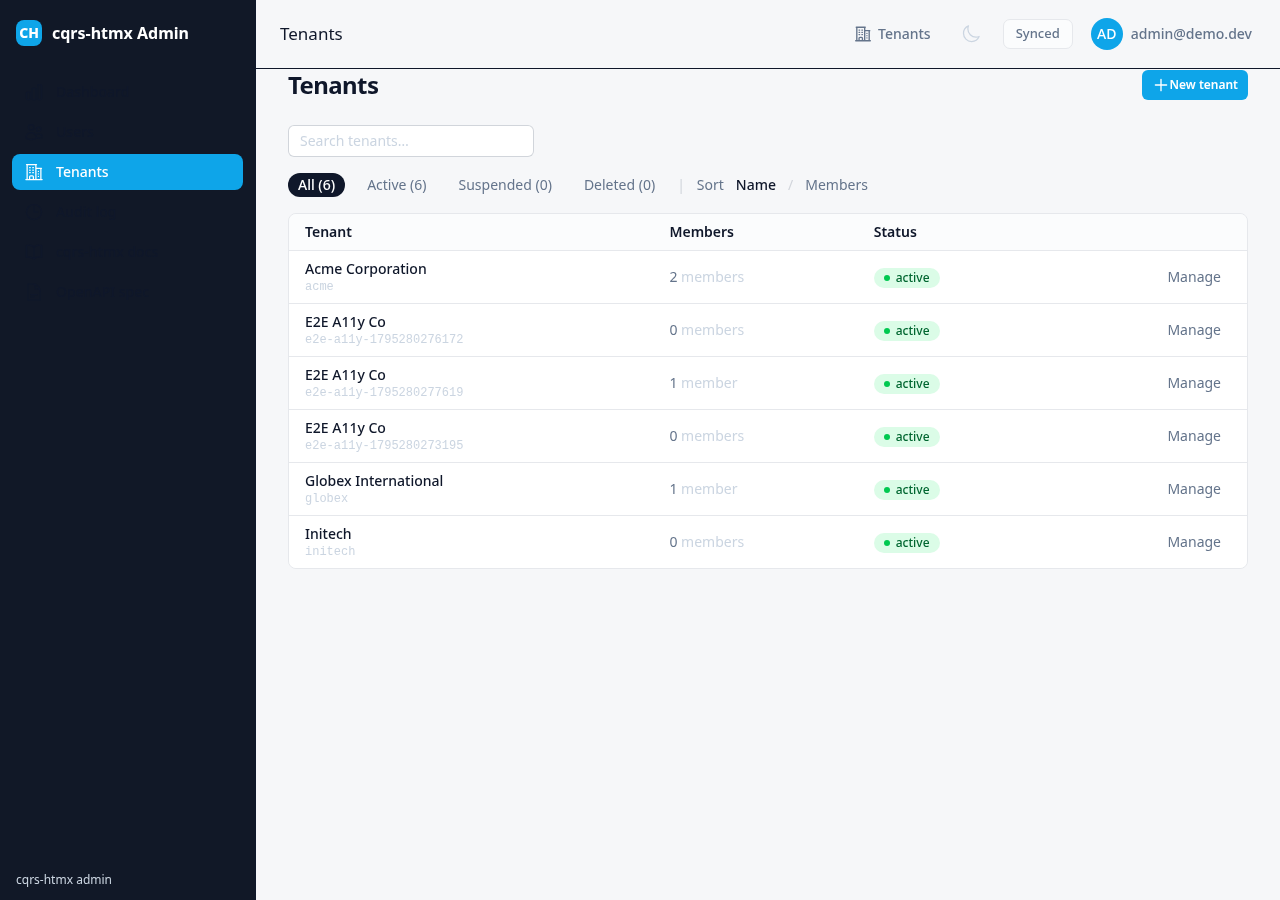 CH cqrs-htmx Admin
Tenants
cqrs-htmx admin
Tenants
Tenants
Synced
AD admin@demo.dev
Tenants
New tenant
Search tenants...
All (6) Active (6) Suspended (0) Deleted (0) | Sort Name / Members
Tenant Members Status
Acme Corporation
acme
2 members active Manage
E2E A11y Co
e2e-a11y-1795280276172
0 members active Manage
E2E A11y Co
e2e-a11y-1795280277619
1 member active Manage
E2E A11y Co
e2e-a11y-1795280273195
0 members active Manage
Globex International
globex
1 member active Manage
Initech
initech
0 members active Manage